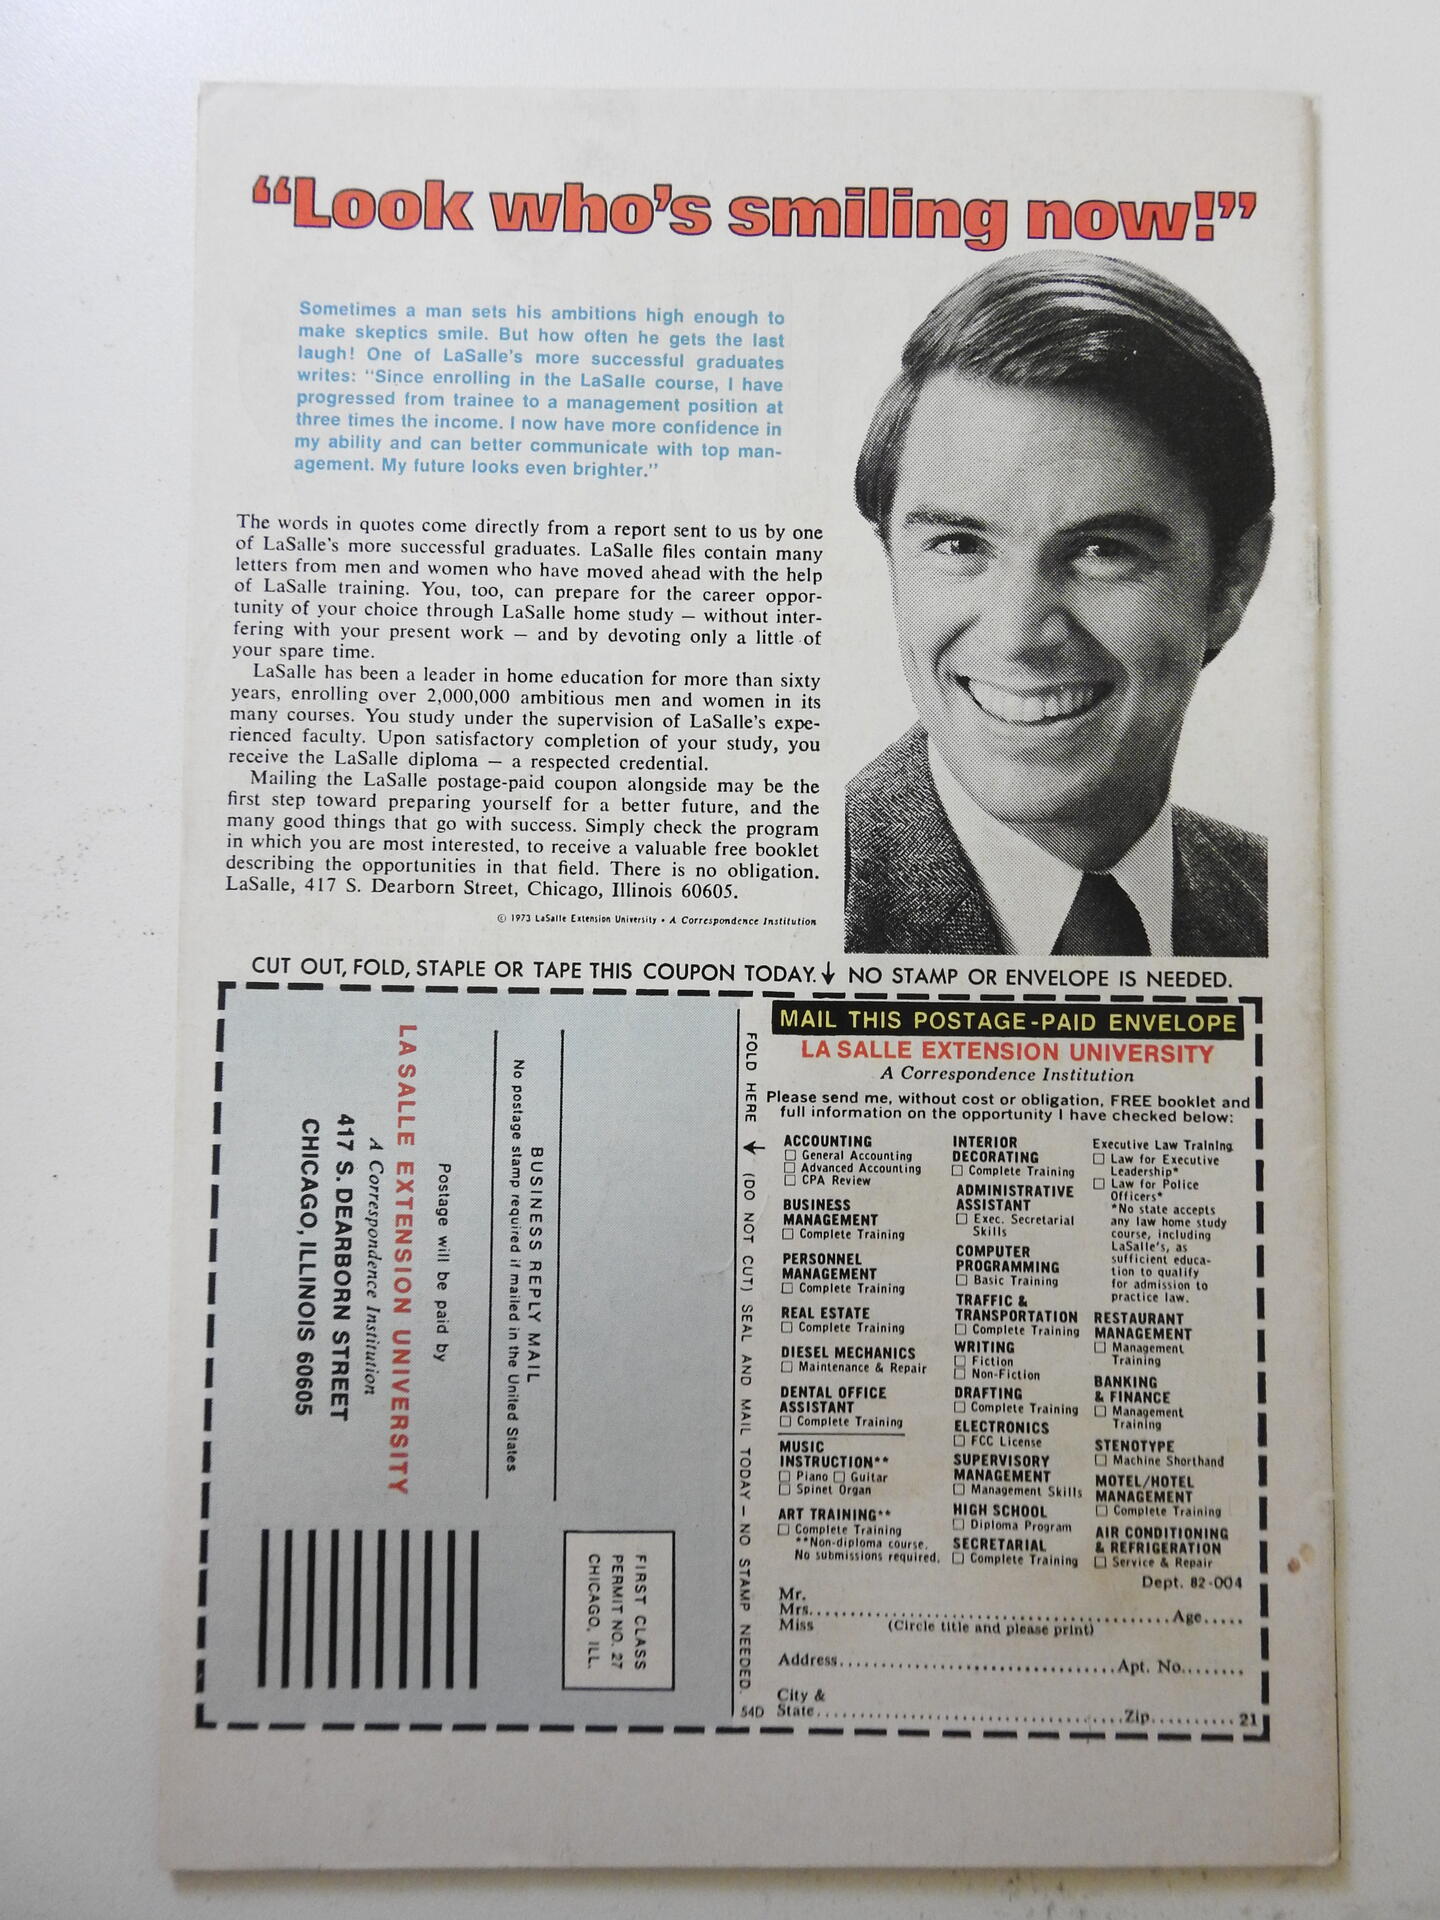 “Look who's smiling now!”
Sometimes a man sets his ambitions high enough to
make skeptics smile. But how often he gets the last
laugh! One of LaSalle's more successful graduates
writes: “Since enrolling in the LaSalle course, I have
progressed from trainee to a management position at
three times the income. I now have more confidence in
my ability and can better communicate with top man-
agement. My future looks even brighter.”
The words in quotes come directly from a report sent to us by one
of LaSalle's more successful graduates. LaSalle files contain many
letters from men and women who have moved ahead with the help
of LaSalle training. You, too, can prepare for the career oppor-
tunity of your choice through LaSalle home study — without inter-
fering with your present work — and by devoting only a little of
your spare time.
LaSalle has been a leader in home education for more than sixty
years, enrolling over 2,000,000 ambitious men and women in its
many courses. You study under the supervision of LaSalle's expe-
rienced faculty. Upon satisfactory completion of your study, you
receive the LaSalle diploma — a respected credential.
Mailing the LaSalle postage-paid coupon alongside may be the
first step toward preparing yourself for a better future, and the
many good things that go with success. Simply check the program
in which you are most interested, to receive a valuable free booklet
describing the opportunities in that field. There is no obligation.
LaSalle, 417 S. Dearborn Street, Chicago, Illinois 60605.
© 1973 LaSalle Extension University • A Correspondence Institution
CUT OUT, FOLD, STAPLE OR TAPE THIS COUPON TODAY. ↓ NO STAMP OR ENVELOPE IS NEEDED.
FIRST CLASS
PERMIT NO. 27
CHICAGO, ILL.
BUSINESS REPLY MAIL
No postage stamp required if mailed in the United States
Postage will be paid by
LA SALLE EXTENSION UNIVERSITY
A Correspondence Institution
417 S. DEARBORN STREET
CHICAGO, ILLINOIS 60605
FOLD HERE ↓ (DO NOT CUT) SEAL AND MAIL TODAY — NO STAMP NEEDED.
MAIL THIS POSTAGE-PAID ENVELOPE
LA SALLE EXTENSION UNIVERSITY
A Correspondence Institution
Please send me, without cost or obligation, FREE booklet and
full information on the opportunity I have checked below:
ACCOUNTING
☐ General Accounting
☐ Advanced Accounting
☐ CPA Review
BUSINESS
MANAGEMENT
☐ Complete Training
PERSONNEL
MANAGEMENT
☐ Complete Training
REAL ESTATE
☐ Complete Training
DIESEL MECHANICS
☐ Maintenance & Repair
DENTAL OFFICE
ASSISTANT
☐ Complete Training
MUSIC
INSTRUCTION**
☐ Piano ☐ Guitar
☐ Spinet Organ
ART TRAINING**
☐ Complete Training
**Non-diploma course.
No submissions required.
INTERIOR
DECORATING
☐ Complete Training
ADMINISTRATIVE
ASSISTANT
☐ Exec. Secretarial
Skills
COMPUTER
PROGRAMMING
☐ Basic Training
TRAFFIC &
TRANSPORTATION
☐ Complete Training
WRITING
☐ Fiction
☐ Non-Fiction
DRAFTING
☐ Complete Training
ELECTRONICS
☐ FCC License
SUPERVISORY
MANAGEMENT
☐ Management Skills
HIGH SCHOOL
☐ Diploma Program
SECRETARIAL
☐ Complete Training
Executive Law Training
☐ Law for Executive
Leadership*
☐ Law for Police
Officers*
*No state accepts
any law home study
course, including
LaSalle's, as
sufficient educa-
tion to qualify
for admission to
practice law.
RESTAURANT
MANAGEMENT
☐ Management
Training
BANKING
& FINANCE
☐ Management
Training
STENOTYPE
☐ Machine Shorthand
MOTEL/HOTEL
MANAGEMENT
☐ Complete Training
AIR CONDITIONING
& REFRIGERATION
☐ Service & Repair
Dept. 82-004
Mr.
Mrs. Age
Miss (Circle title and please print)
Address Apt. No.
City &
54D State Zip 21